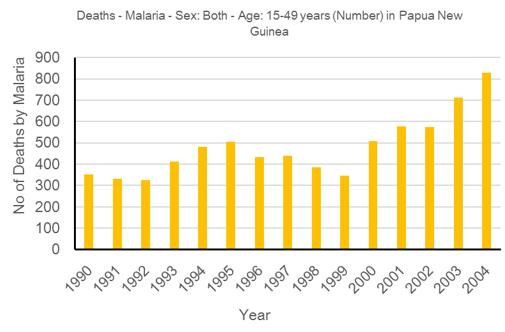 Deaths - Malaria - Sex: Both - Age: 15-49 years (Number) in Papua New
Guinea
No of Deaths by Malaria
900
800
700
600
500
400
300
200
100
0
1990 1991 1992 1993 1994 1995 1996 1997 1998 1999 2000 2001 2002 2003 2004
Year